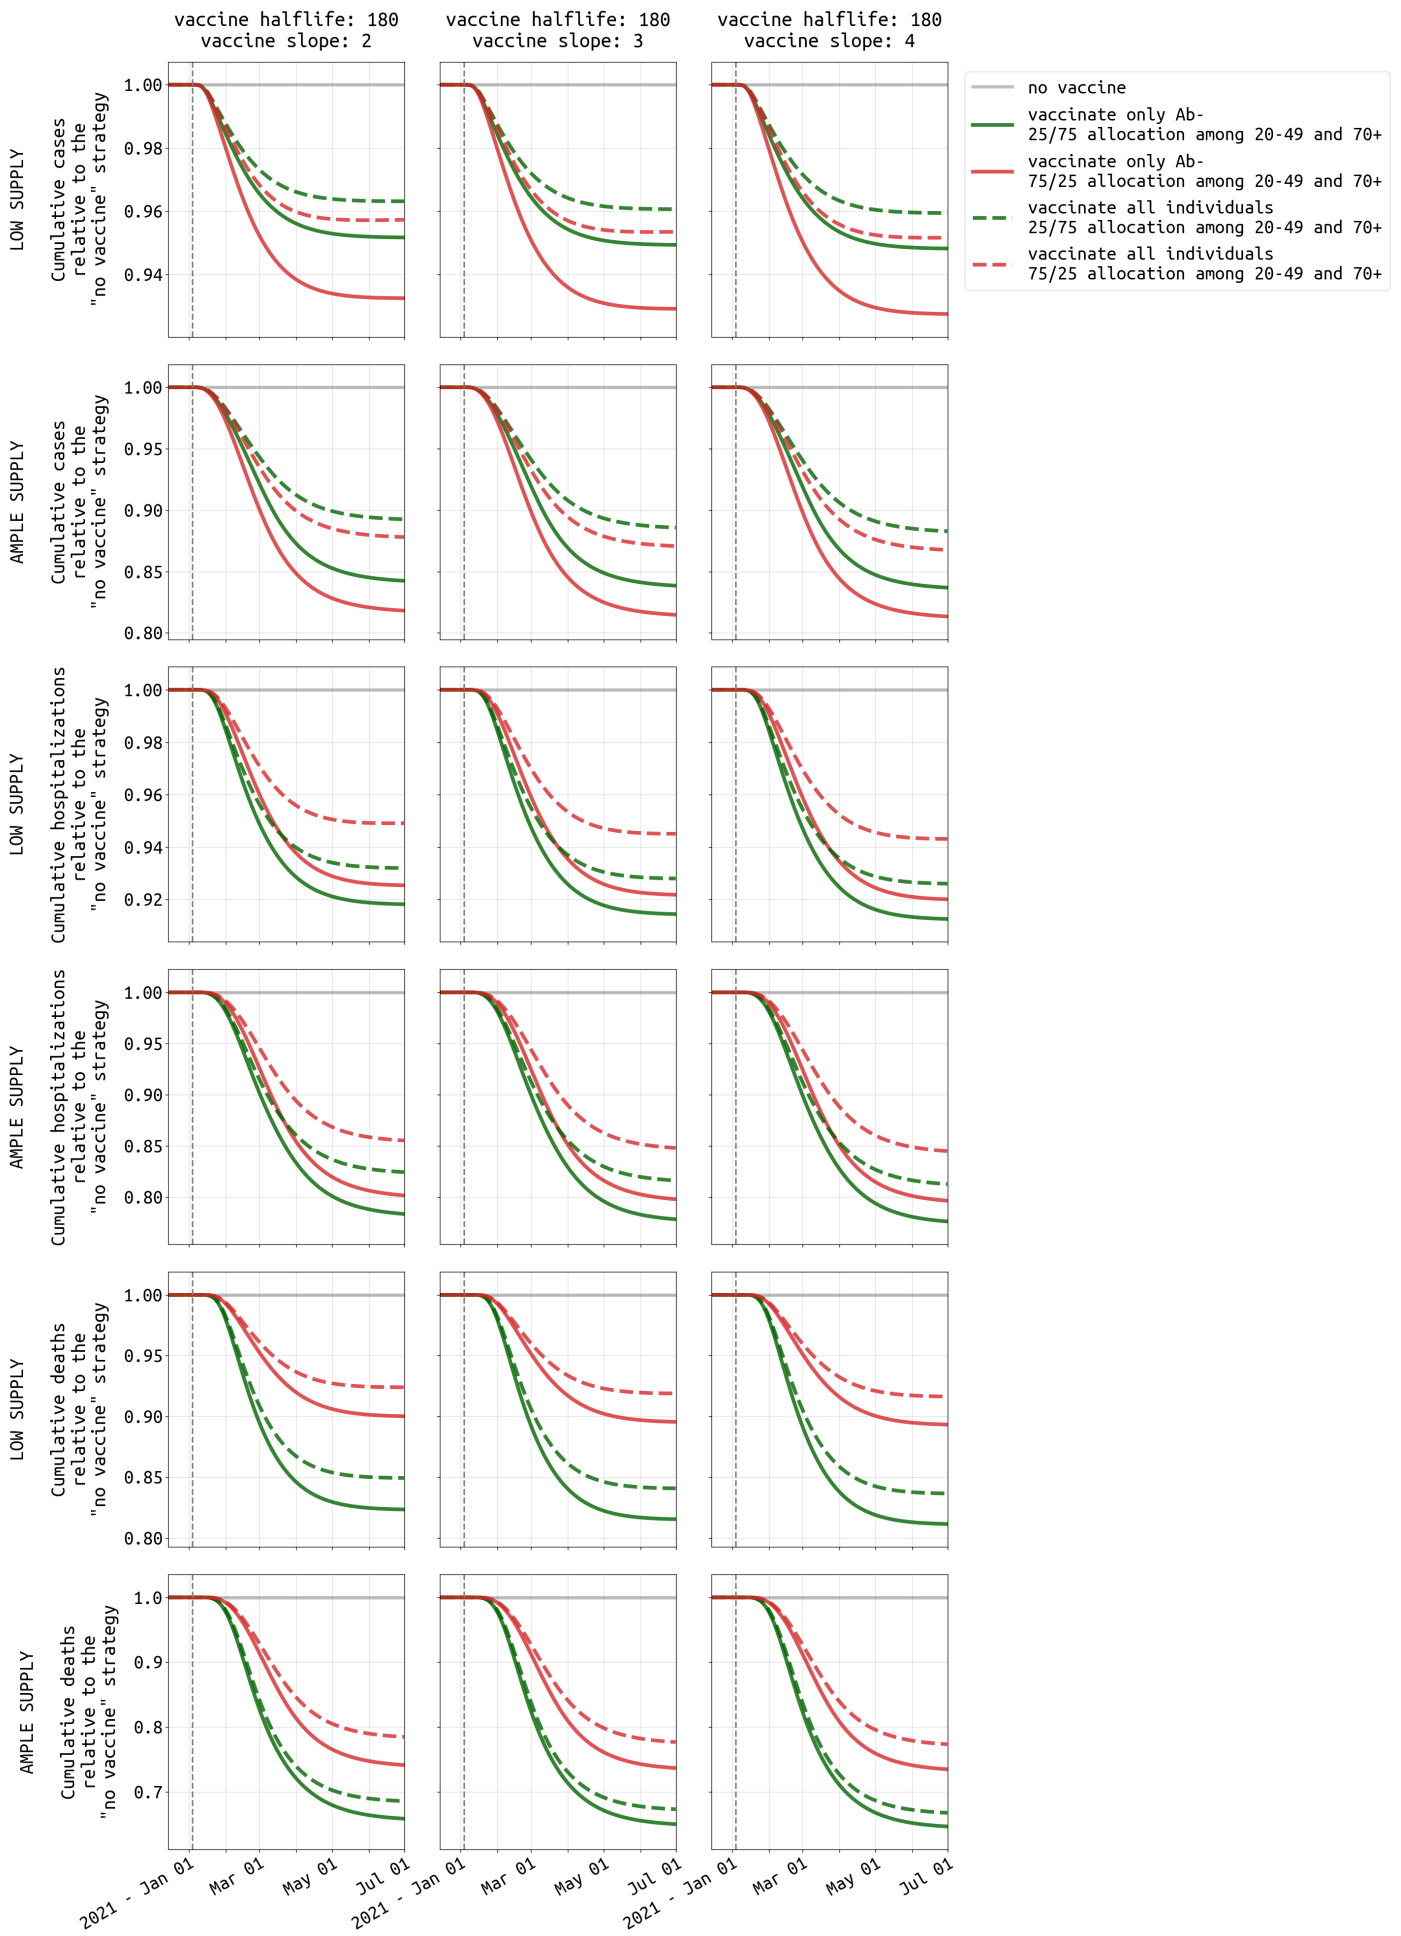 vaccine halflife: 180
vaccine slope: 2
vaccine halflife: 180
vaccine slope: 3
vaccine halflife: 180
vaccine slope: 4
no vaccine
vaccinate only Ab-
25/75 allocation among 20-49 and 70+
vaccinate only Ab-
75/25 allocation among 20-49 and 70+
vaccinate all individuals
25/75 allocation among 20-49 and 70+
vaccinate all individuals
75/25 allocation among 20-49 and 70+
LOW SUPPLY
Cumulative cases
relative to the
"no vaccine" strategy
1.00
0.98
0.96
0.94
AMPLE SUPPLY
Cumulative cases
relative to the
"no vaccine" strategy
1.00
0.95
0.90
0.85
0.80
LOW SUPPLY
Cumulative hospitalizations
relative to the
"no vaccine" strategy
1.00
0.98
0.96
0.94
0.92
AMPLE SUPPLY
Cumulative hospitalizations
relative to the
"no vaccine" strategy
1.00
0.95
0.90
0.85
0.80
LOW SUPPLY
Cumulative deaths
relative to the
"no vaccine" strategy
1.00
0.95
0.90
0.85
0.80
AMPLE SUPPLY
Cumulative deaths
relative to the
"no vaccine" strategy
1.0
0.9
0.8
0.7
2021 - Jan 01
Mar 01
May 01
Jul 01
2021 - Jan 01
Mar 01
May 01
Jul 01
2021 - Jan 01
Mar 01
May 01
Jul 01